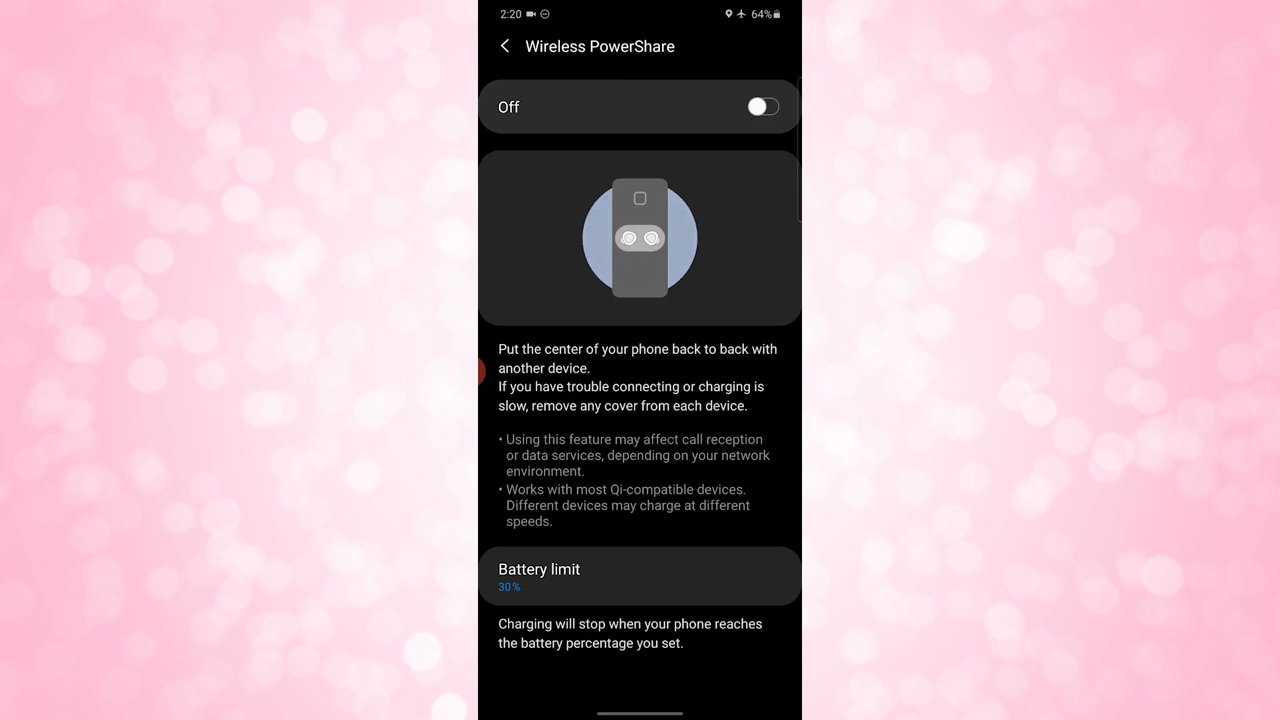 2:20 64%
Wireless PowerShare
Off
Put the center of your phone back to back with
another device.
If you have trouble connecting or charging is
slow, remove any cover from each device.
• Using this feature may affect call reception
or data services, depending on your network
environment.
• Works with most Qi-compatible devices.
Different devices may charge at different
speeds.
Battery limit
30%
Charging will stop when your phone reaches
the battery percentage you set.